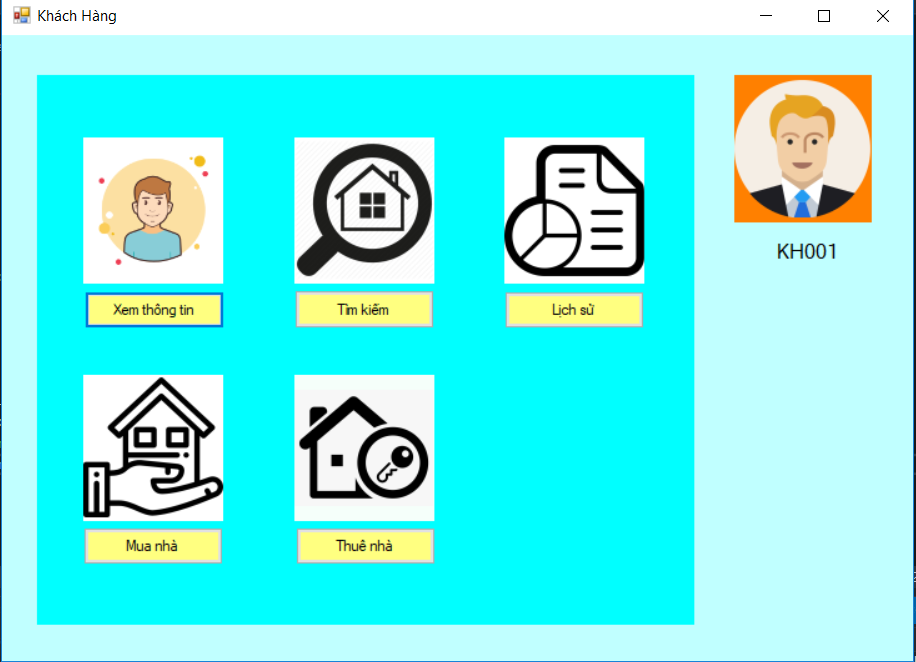 Khách Hàng
Xem thông tin
Tìm kiếm
Lịch sử
Mua nhà
Thuê nhà
KH001